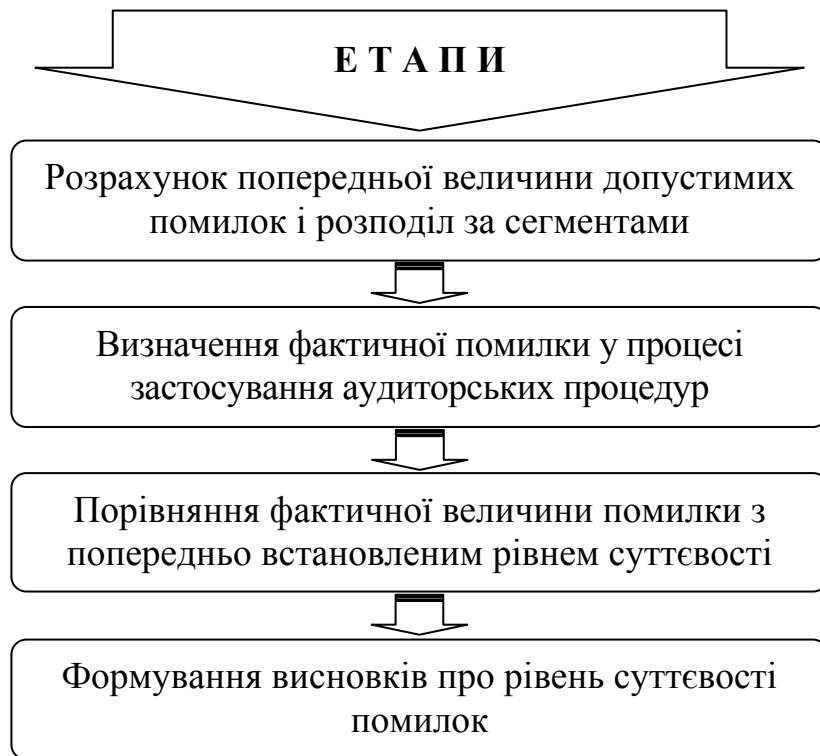 Е Т А П И
Розрахунок попередньої величини допустимих
помилок і розподіл за сегментами
Визначення фактичної помилки у процесі
застосування аудиторських процедур
Порівняння фактичної величини помилки з
попередньо встановленим рівнем суттєвості
Формування висновків про рівень суттєвості
помилок